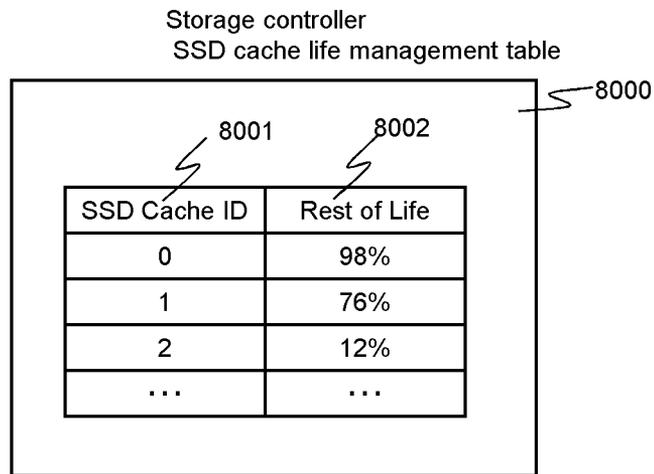 Storage controller
SSD cache life management table
8000
8001 8002
SSD Cache ID Rest of Life
0 98%
1 76%
2 12%
... ...